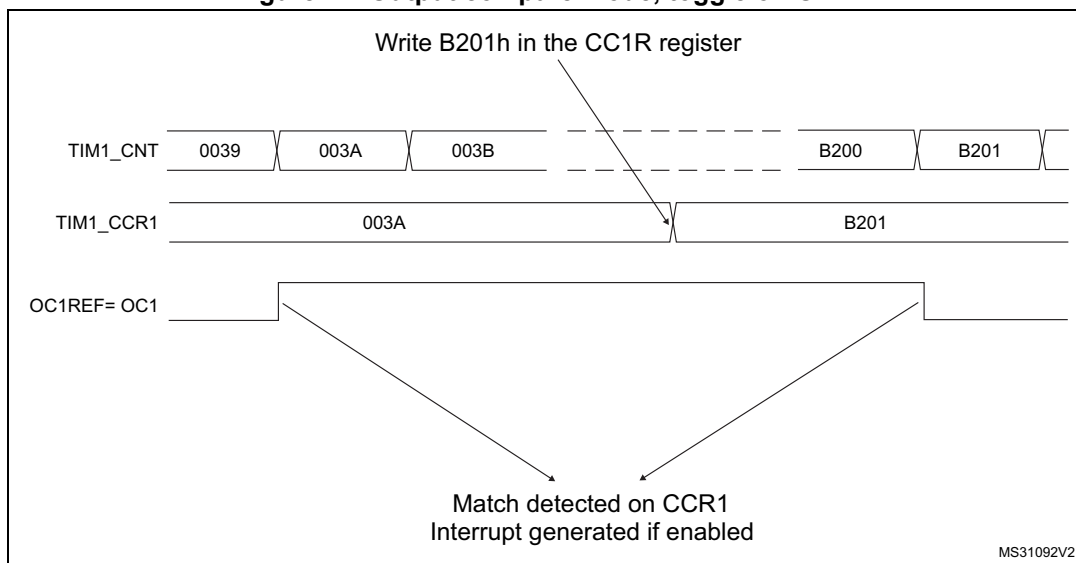 Write B201h in the CC1R register
TIM1_CNT 0039 003A 003B B200 B201
TIM1_CCR1 003A B201
OC1REF= OC1
Match detected on CCR1
Interrupt generated if enabled
MS31092V2